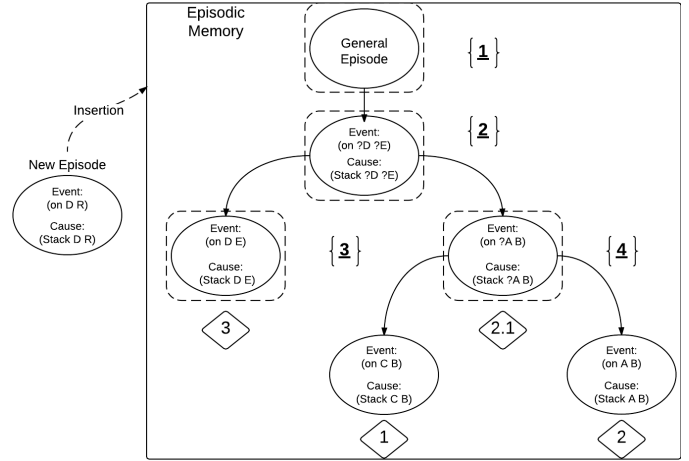 Episodic
Memory
General
Episode
{1}
Insertion
Event:
(on ?D ?E)
Cause:
(Stack ?D ?E)
{2}
New Episode
Event:
(on D R)
Cause:
(Stack D R)
Event:
(on D E)
Cause:
(Stack D E)
{3}
Event:
(on ?A B)
Cause:
(Stack ?A B)
{4}
3
2.1
Event:
(on C B)
Cause:
(Stack C B)
Event:
(on A B)
Cause:
(Stack A B)
1
2